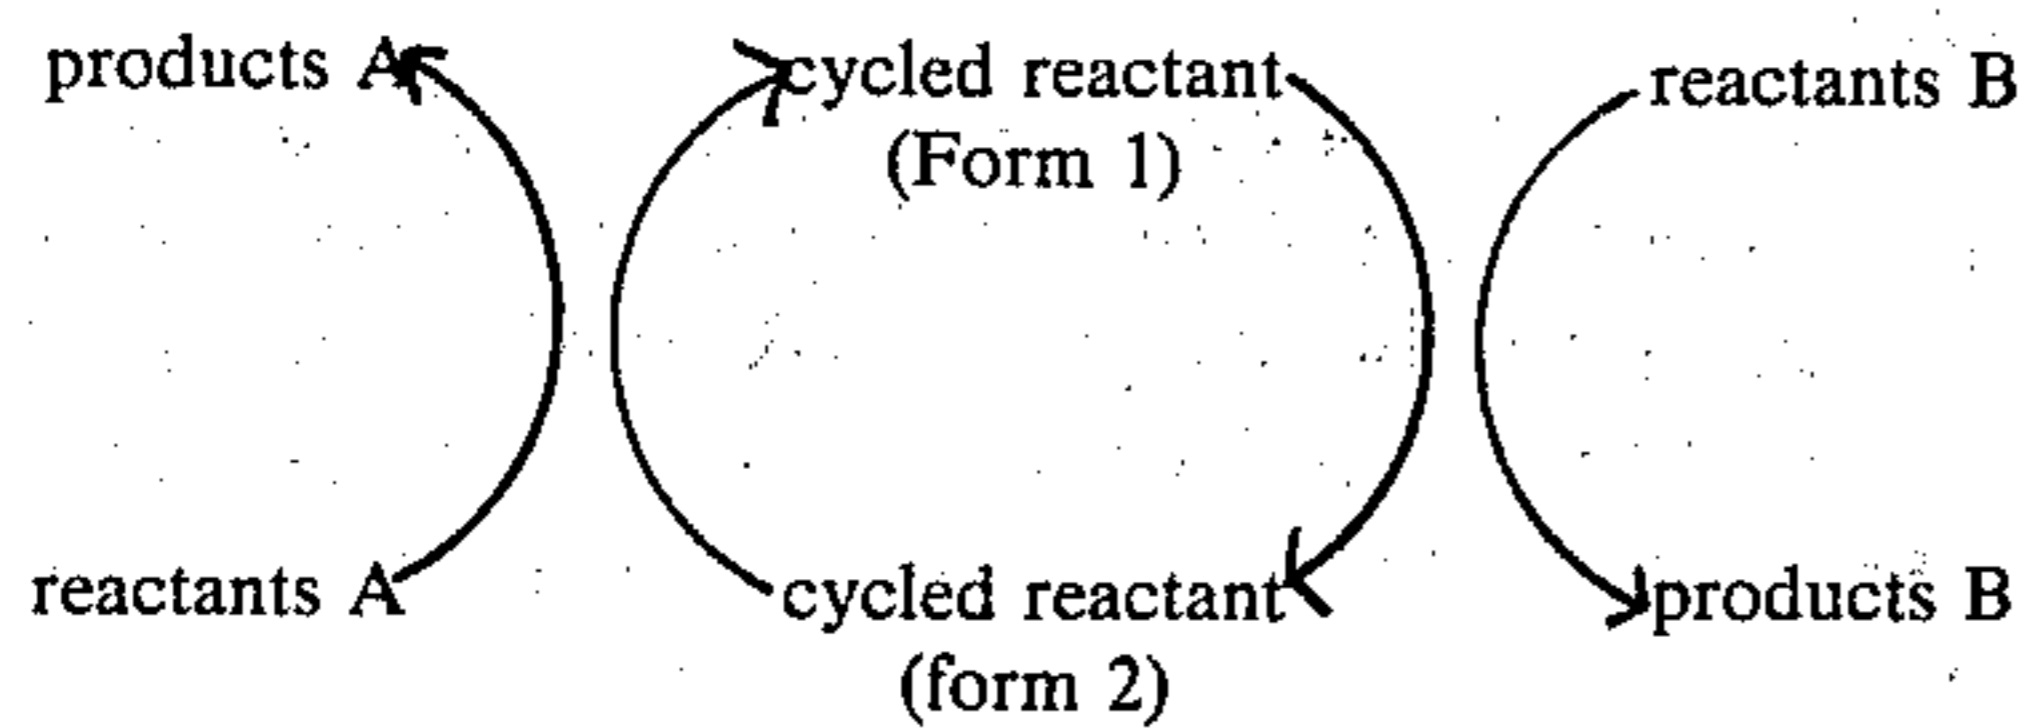 products A
cycled reactant
(Form 1)
reactants B
reactants A
cycled reactant
(form 2)
products B